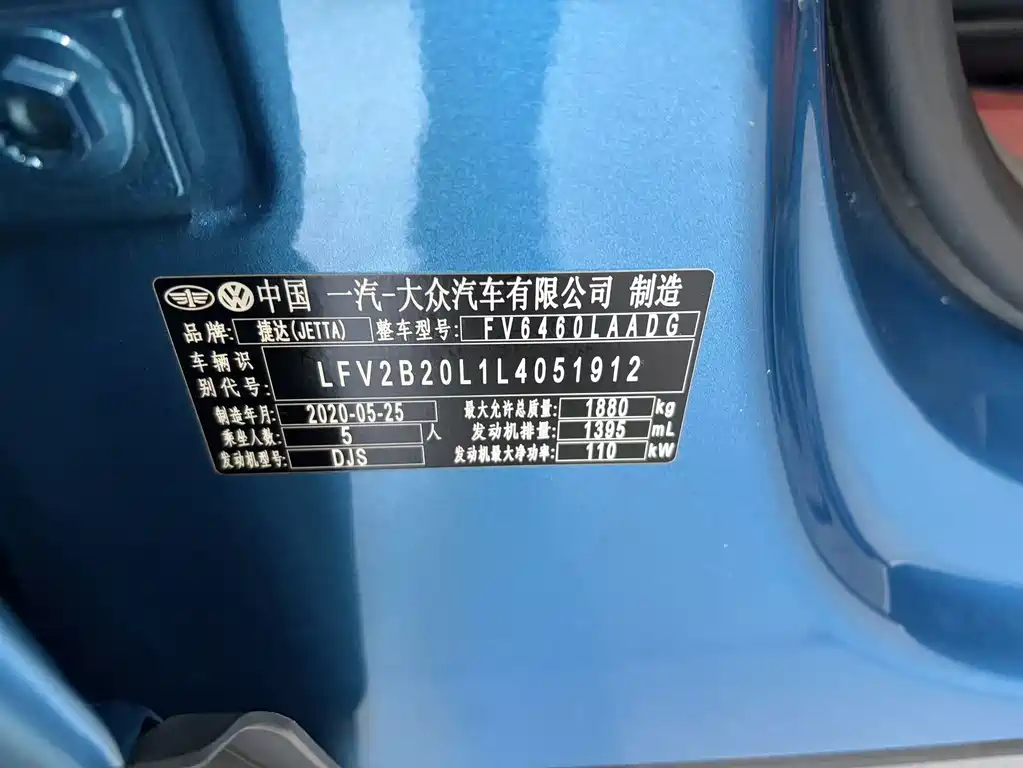 中国 一汽-大众汽车有限公司 制造
品牌: 捷达(JETTA) 整车型号: FV6460LAADG
车辆识别代号: LFV2B20L1L4051912
制造年月: 2020-05-25 最大允许总质量: 1880 kg
乘坐人数: 5 人 发动机排量: 1395 mL
发动机型号: DJS 发动机最大净功率: 110 kW